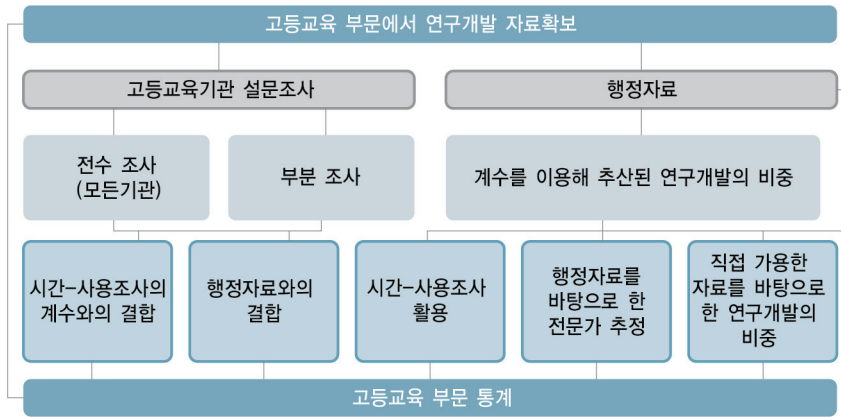 고등교육 부문에서 연구개발 자료확보
고등교육기관 설문조사
행정자료
전수 조사
(모든기관)
부분 조사
계수를 이용해 추산된 연구개발의 비중
시간-사용조사의
계수와의 결합
행정자료와의
결합
시간-사용조사
활용
행정자료를
바탕으로 한
전문가 추정
직접 가용한
자료를 바탕으로
한 연구개발의
비중
고등교육 부문 통계